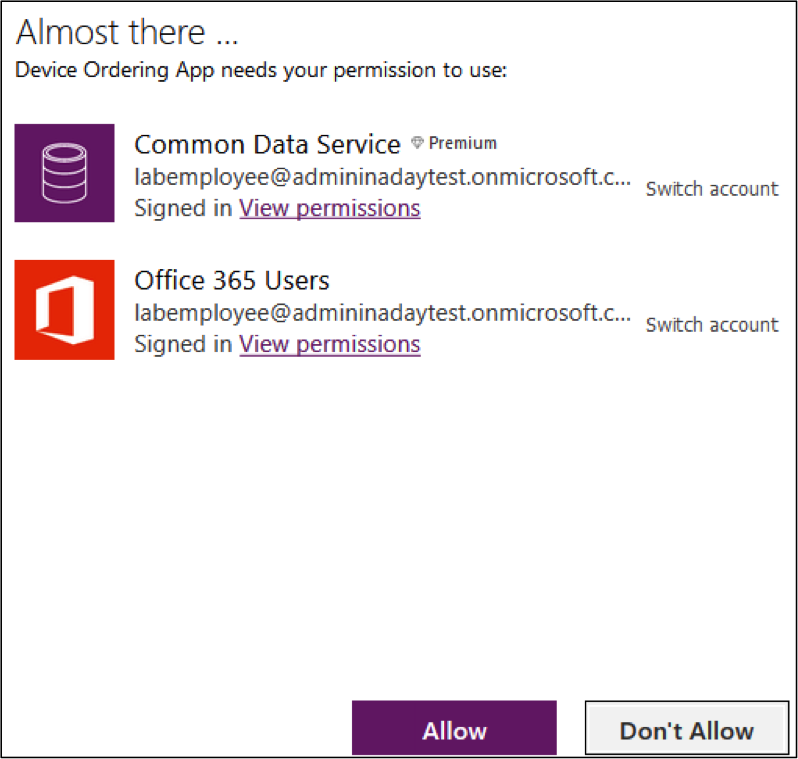 Almost there ...
Device Ordering App needs your permission to use:
Common Data Service Premium
labemployee@admininadaytest.onmicrosoft.c...
Switch account
Signed in View permissions
Office 365 Users
labemployee@admininadaytest.onmicrosoft.c...
Switch account
Signed in View permissions
Allow
Don't Allow